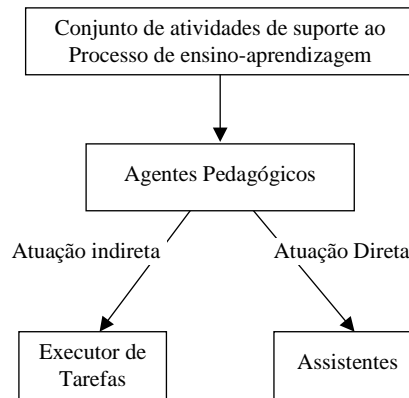 Conjunto de atividades de suporte ao
Processo de ensino-aprendizagem
Agentes Pedagógicos
Atuação indireta
Atuação Direta
Executor de
Tarefas
Assistentes